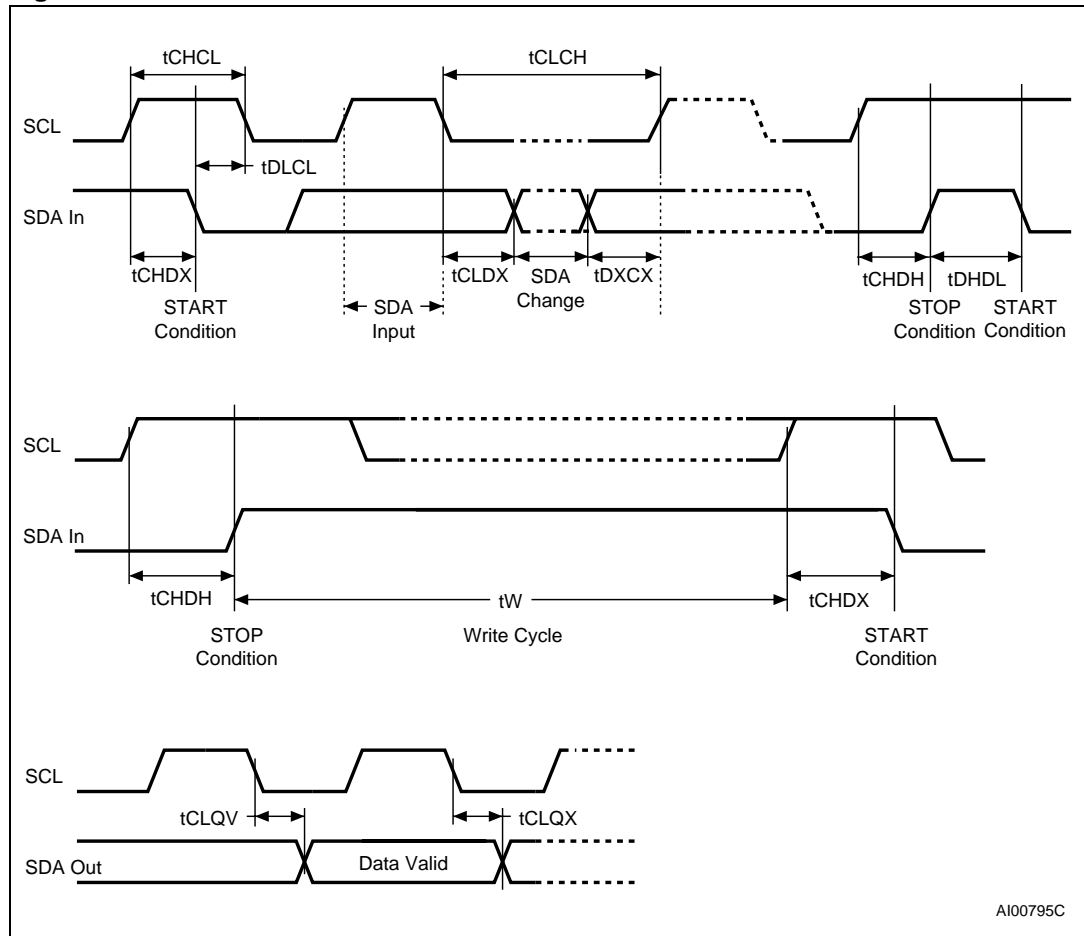 tCHCL
tCLCH
SCL
tDLCL
SDA In
tCHDX
START
Condition
SDA
Input
tCLDX
SDA
Change
tDXCX
tCHDH
tDHDL
STOP
Condition
START
Condition
SCL
SDA In
tCHDH
STOP
Condition
tW
Write Cycle
tCHDX
START
Condition
SCL
tCLQV
tCLQX
SDA Out
Data Valid
AI00795C